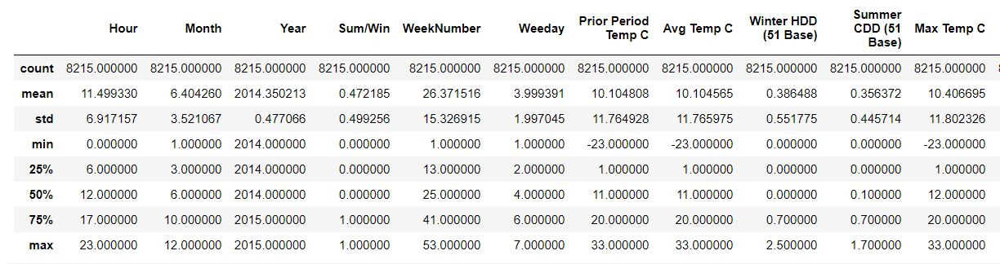 Hour Month Year Sum/Win WeekNumber Weeday Prior Period Temp C Avg Temp C Winter HDD (51 Base) Summer CDD (51 Base) Max Temp C
count 8215.000000 8215.000000 8215.000000 8215.000000 8215.000000 8215.000000 8215.000000 8215.000000 8215.000000 8215.000000 8215.000000
mean 11.499330 6.404260 2014.350213 0.472185 26.371516 3.999391 10.104808 10.104565 0.386488 0.356372 10.406695
std 6.917157 3.521067 0.477066 0.499256 15.326915 1.997045 11.764928 11.765975 0.551775 0.445714 11.802326
min 0.000000 1.000000 2014.000000 0.000000 1.000000 1.000000 -23.000000 -23.000000 0.000000 0.000000 -23.000000
25% 6.000000 3.000000 2014.000000 0.000000 13.000000 2.000000 1.000000 1.000000 0.000000 0.000000 1.000000
50% 12.000000 6.000000 2014.000000 0.000000 25.000000 4.000000 11.000000 11.000000 0.000000 0.100000 12.000000
75% 17.000000 10.000000 2015.000000 1.000000 41.000000 6.000000 20.000000 20.000000 0.700000 0.700000 20.000000
max 23.000000 12.000000 2015.000000 1.000000 53.000000 7.000000 33.000000 33.000000 2.500000 1.700000 33.000000